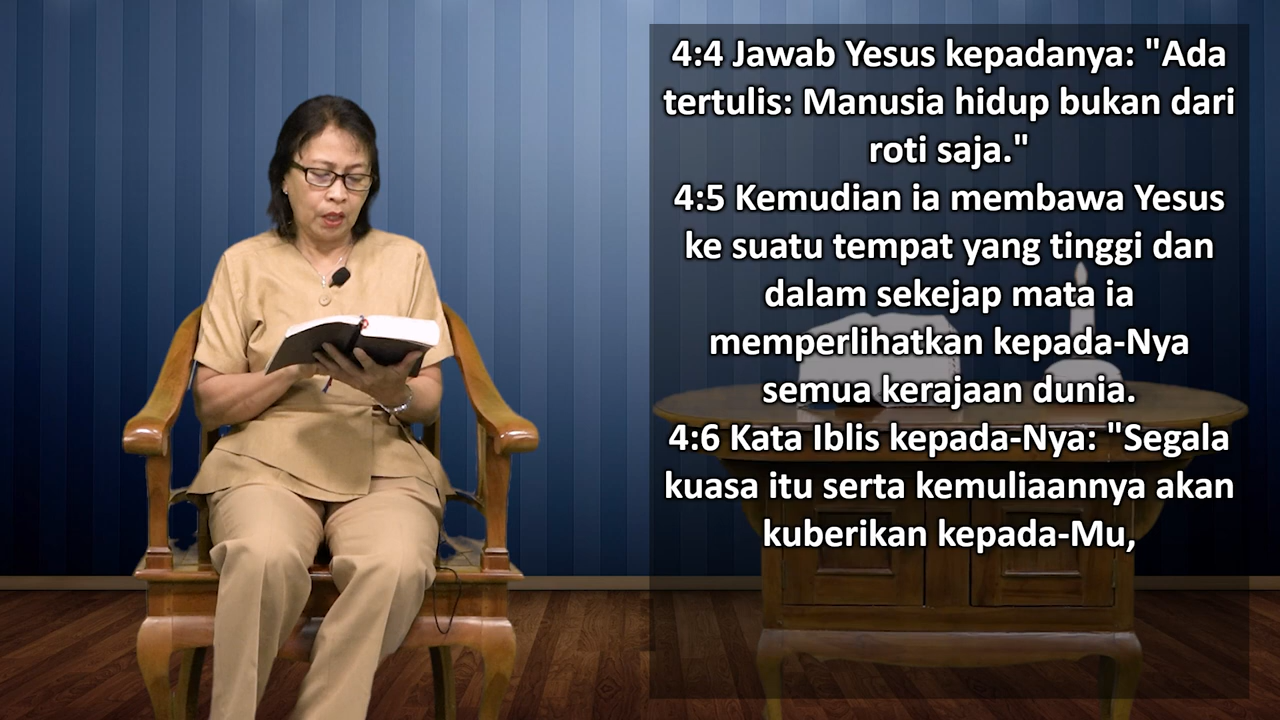 4:4 Jawab Yesus kepadanya: "Ada
tertulis: Manusia hidup bukan dari
roti saja."
4:5 Kemudian ia membawa Yesus
ke suatu tempat yang tinggi dan
dalam sekejap mata ia
memperlihatkan kepada-Nya
semua kerajaan dunia.
4:6 Kata Iblis kepada-Nya: "Segala
kuasa itu serta kemuliaannya akan
kuberikan kepada-Mu,